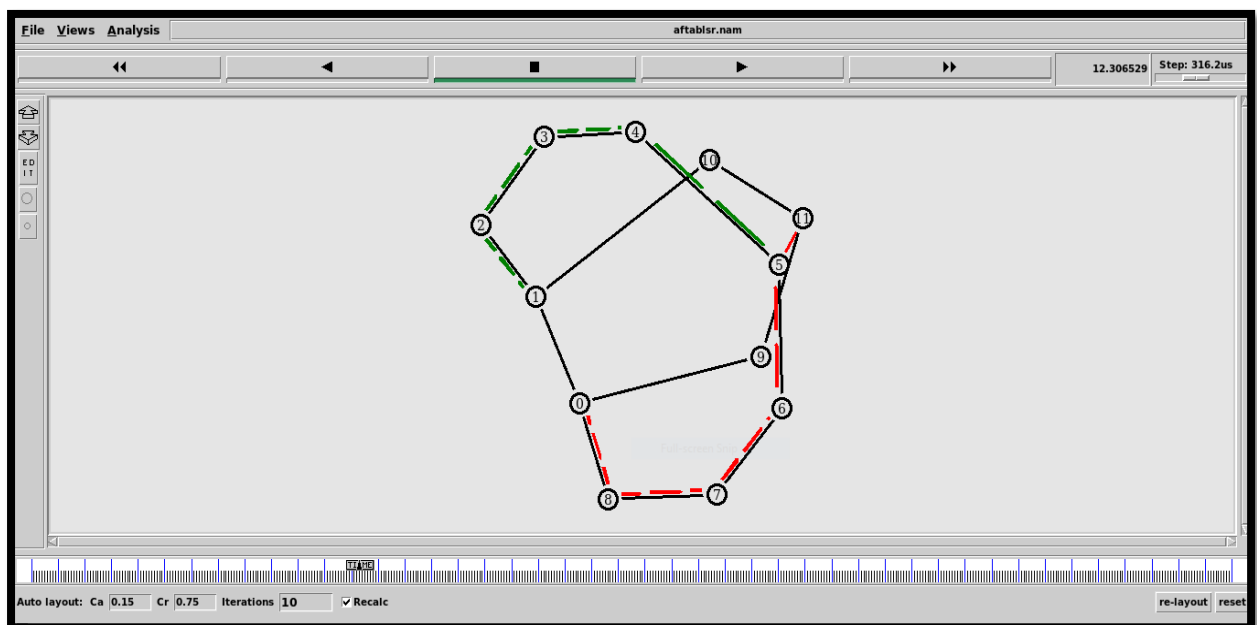 File Views Analysis aftablsr.nam
12.306529 Step: 316.2us
ED
IT
3 4
10
2 11
5
1
9
0 6
7
8
TIME
Auto layout: Ca 0.15 Cr 0.75 Iterations 10 Recalc re-layout reset